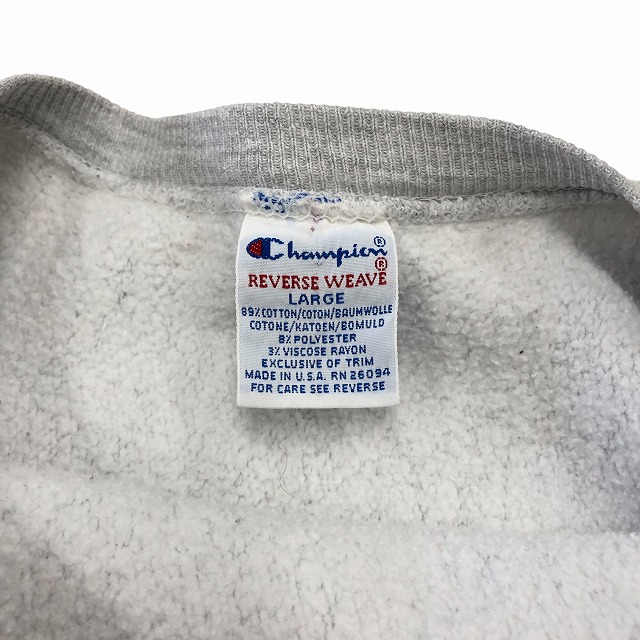 Champion®
REVERSE WEAVE®
LARGE
89% COTTON/COTON/BAUMWOLLE
COTONE/KATOEN/BOMULD
8% POLYESTER
3% VISCOSE RAYON
EXCLUSIVE OF TRIM
MADE IN U.S.A. RN 26094
FOR CARE SEE REVERSE